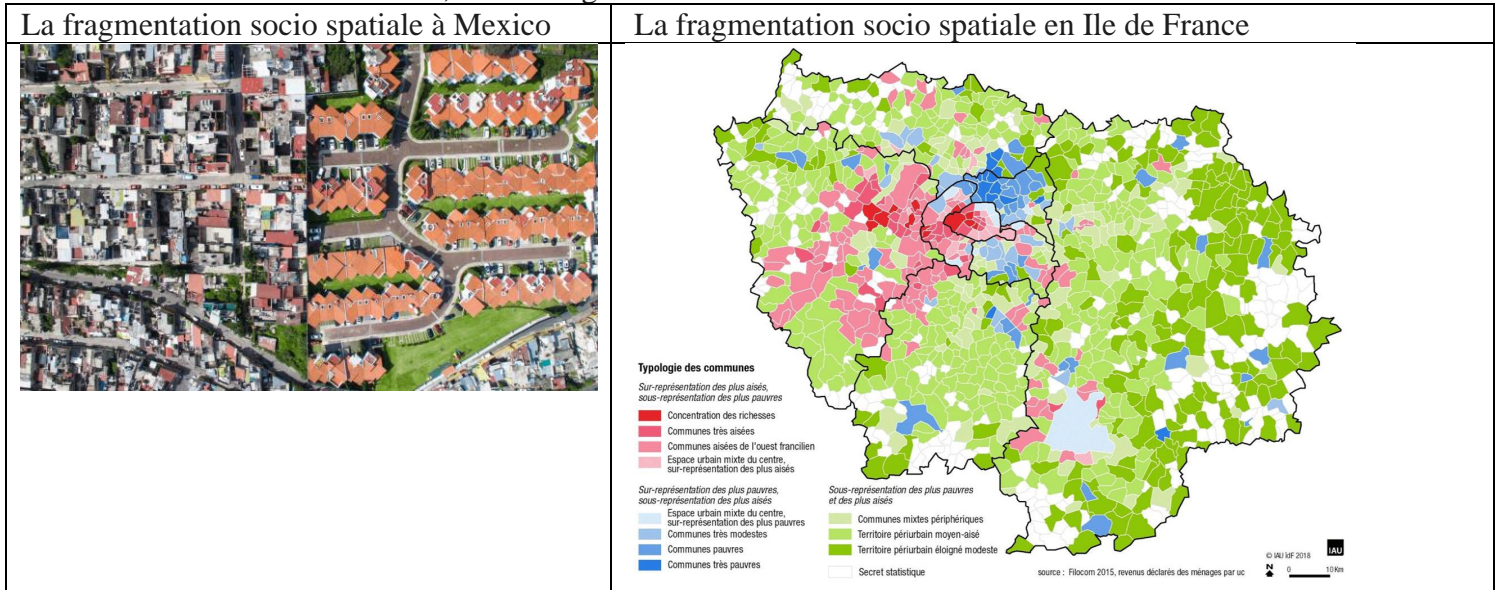 La fragmentation socio spatiale à Mexico
La fragmentation socio spatiale en Ile de France
Typologie des communes
Sur-représentation des plus aisés,
sous-représentation des plus pauvres
Concentration des richesses
Communes très aisées
Communes aisées de l'ouest francilien
Espace urbain mixte du centre,
sur-représentation des plus aisés
Sur-représentation des plus pauvres,
sous-représentation des plus aisés
Espace urbain mixte du centre,
sur-représentation des plus pauvres
Communes très modestes
Communes pauvres
Communes très pauvres
Sous-représentation des plus pauvres
et des plus aisés
Communes mixtes périphériques
Territoire périurbain moyen-aisé
Territoire périurbain éloigné modeste
Secret statistique
source : Filocom 2015, revenus déclarés des ménages par uc
© IAU îdF 2018
IAU
N
0 10 Km